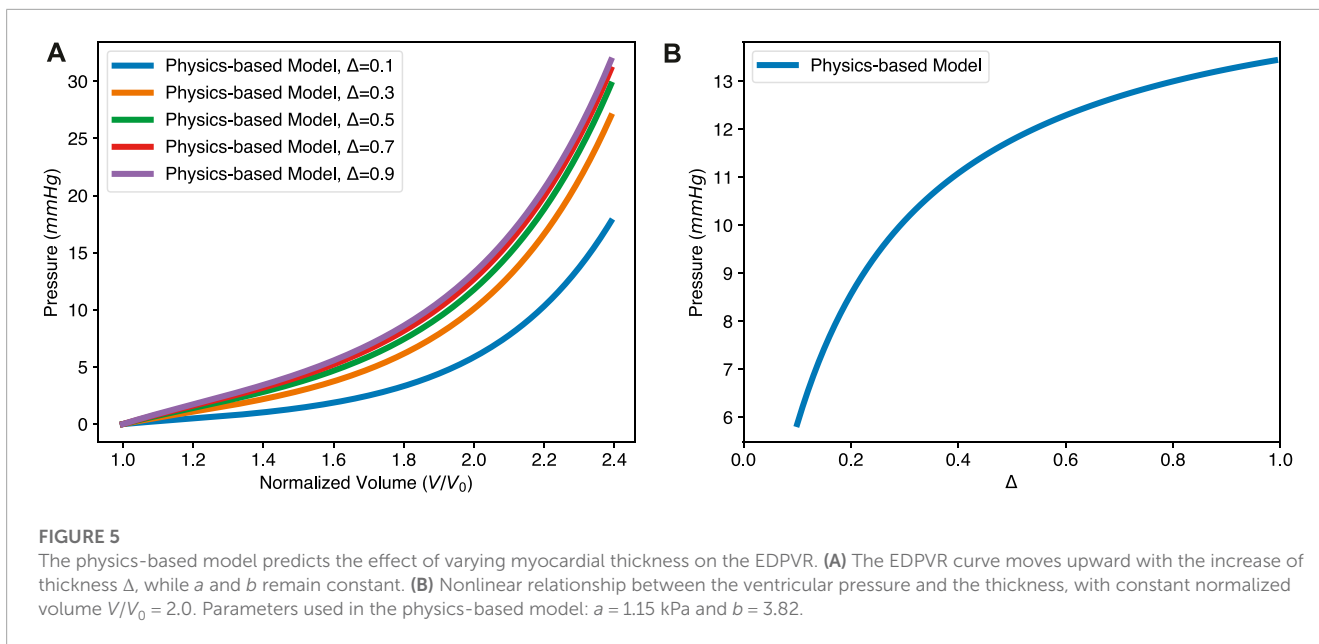 A
Physics-based Model, Δ=0.1
Physics-based Model, Δ=0.3
Physics-based Model, Δ=0.5
Physics-based Model, Δ=0.7
Physics-based Model, Δ=0.9
Pressure (mmHg)
30
25
20
15
10
5
0
1.0 1.2 1.4 1.6 1.8 2.0 2.2 2.4
Normalized Volume (V/V₀)
B
Physics-based Model
Pressure (mmHg)
13
12
11
10
9
8
7
6
0.0 0.2 0.4 0.6 0.8 1.0
Δ
FIGURE 5
The physics-based model predicts the effect of varying myocardial thickness on the EDPVR. (A) The EDPVR curve moves upward with the increase of
thickness Δ, while a and b remain constant. (B) Nonlinear relationship between the ventricular pressure and the thickness, with constant normalized
volume V/V₀ = 2.0. Parameters used in the physics-based model: a = 1.15 kPa and b = 3.82.